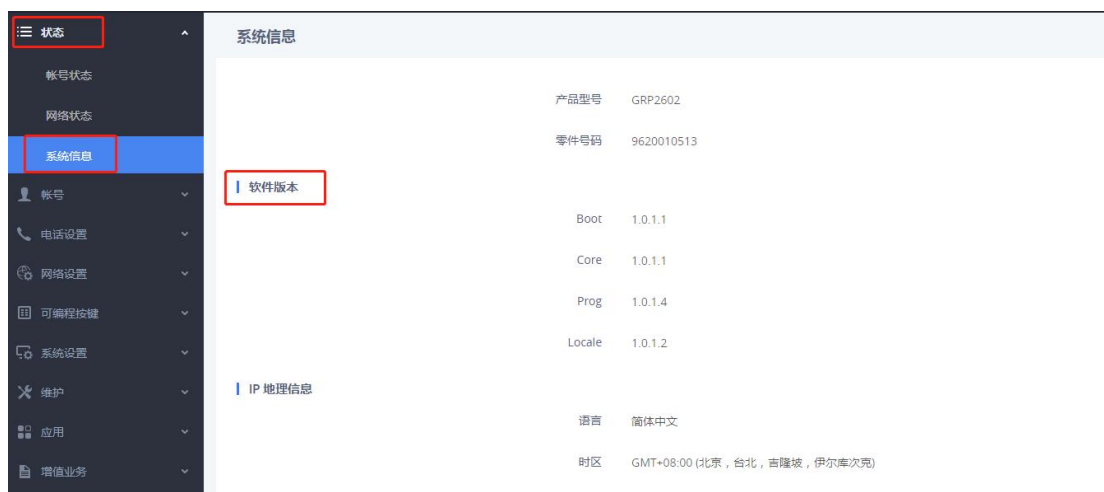 状态
帐号状态
网络状态
系统信息
帐号
电话设置
网络设置
可编程按键
系统设置
维护
应用
增值业务
系统信息
产品型号 GRP2602
零件号码 9620010513
软件版本
Boot 1.0.1.1
Core 1.0.1.1
Prog 1.0.1.4
Locale 1.0.1.2
IP 地理信息
语言 简体中文
时区 GMT+08:00 (北京，台北，吉隆坡，伊尔库次克)